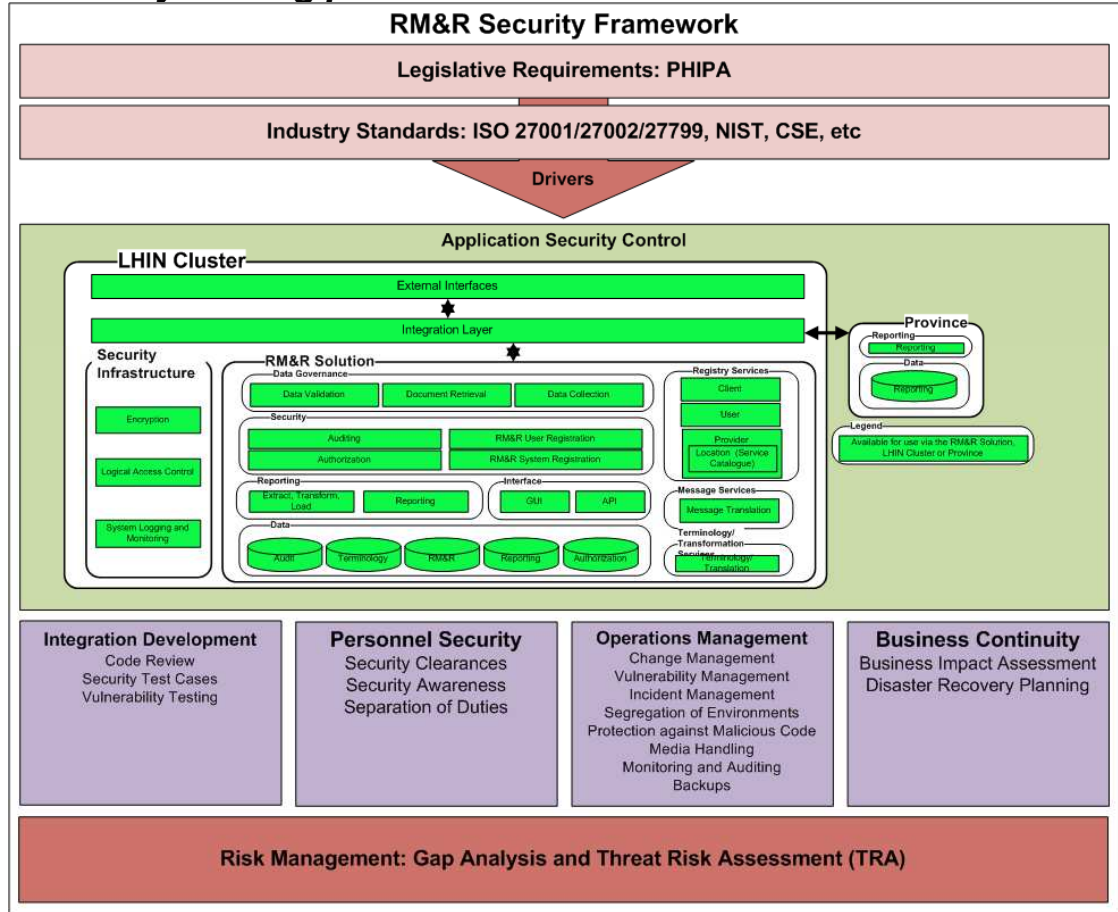 RM&R Security Framework
Legislative Requirements: PHIPA
Industry Standards: ISO 27001/27002/27799, NIST, CSE, etc
Drivers
Application Security Control
LHIN Cluster
External Interfaces
Integration Layer
Security
Infrastructure
Encryption
Logical Access Control
System Logging and
Monitoring
RM&R Solution
Data Governance
Data Validation
Document Retrieval
Data Collection
Security
Auditing
RM&R User Registration
Authorization
RM&R System Registration
Reporting
Extract, Transform,
Load
Reporting
Interface
GUI
API
Data
Audit
Terminology
RM&R
Reporting
Authorization
Registry Services
Client
User
Provider
Location (Service
Catalogue)
Message Services
Message Translation
Terminology/
Transformation
Services
Terminology/
Translation
Province
Reporting
Reporting
Data
Reporting
Legend
Available for use via the RM&R Solution,
LHIN Cluster or Province
Integration Development
Code Review
Security Test Cases
Vulnerability Testing
Personnel Security
Security Clearances
Security Awareness
Separation of Duties
Operations Management
Change Management
Vulnerability Management
Incident Management
Segregation of Environments
Protection against Malicious Code
Media Handling
Monitoring and Auditing
Backups
Business Continuity
Business Impact Assessment
Disaster Recovery Planning
Risk Management: Gap Analysis and Threat Risk Assessment (TRA)